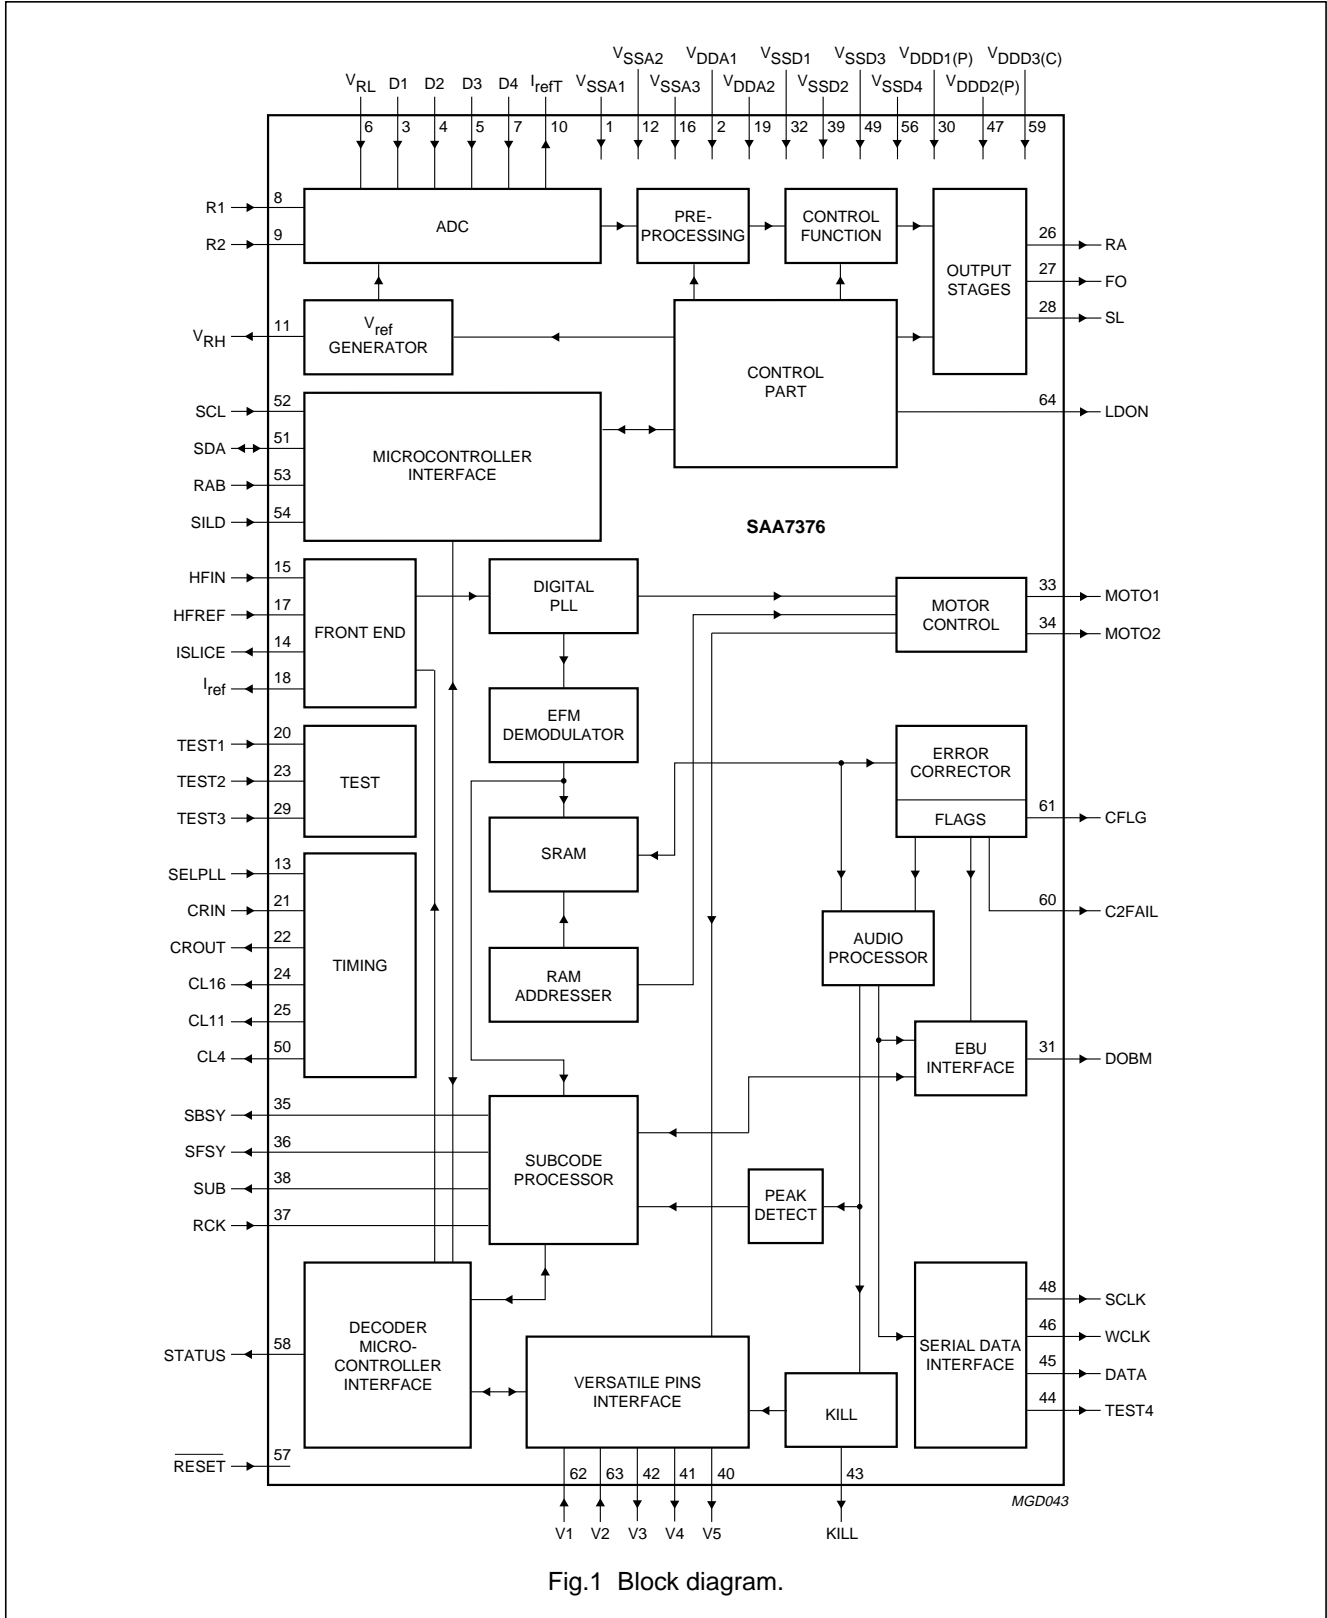 VSSA2 VDDA1 VSSD1 VSSD3 VDDD1(P) VDDD3(C)
VRL D1 D2 D3 D4 IrefT VSSA1 VSSA3 VDDA2 VSSD2 VSSD4 VDDD2(P)
6 3 4 5 7 10 1 12 16 2 19 32 39 49 56 30 47 59
R1 8
R2 9
ADC
PRE-
PROCESSING
CONTROL
FUNCTION
OUTPUT
STAGES
26 RA
27 FO
28 SL
VRH 11
Vref
GENERATOR
CONTROL
PART
64 LDON
SCL 52
SDA 51
RAB 53
SILD 54
MICROCONTROLLER
INTERFACE
SAA7376
HFIN 15
HFREF 17
ISLICE 14
Iref 18
FRONT END
DIGITAL
PLL
MOTOR
CONTROL
33 MOTO1
34 MOTO2
EFM
DEMODULATOR
TEST1 20
TEST2 23
TEST3 29
TEST
ERROR
CORRECTOR
FLAGS
61 CFLG
SRAM
60 C2FAIL
SELPLL 13
CRIN 21
CROUT 22
CL16 24
CL11 25
CL4 50
TIMING
RAM
ADDRESSER
AUDIO
PROCESSOR
EBU
INTERFACE
31 DOBM
SBSY 35
SFSY 36
SUB 38
RCK 37
SUBCODE
PROCESSOR
PEAK
DETECT
STATUS 58
DECODER
MICRO-
CONTROLLER
INTERFACE
VERSATILE PINS
INTERFACE
KILL
SERIAL DATA
INTERFACE
48 SCLK
46 WCLK
45 DATA
44 TEST4
RESET 57
62 63 42 41 40 43
V1 V2 V3 V4 V5 KILL
MGD043
Fig.1 Block diagram.